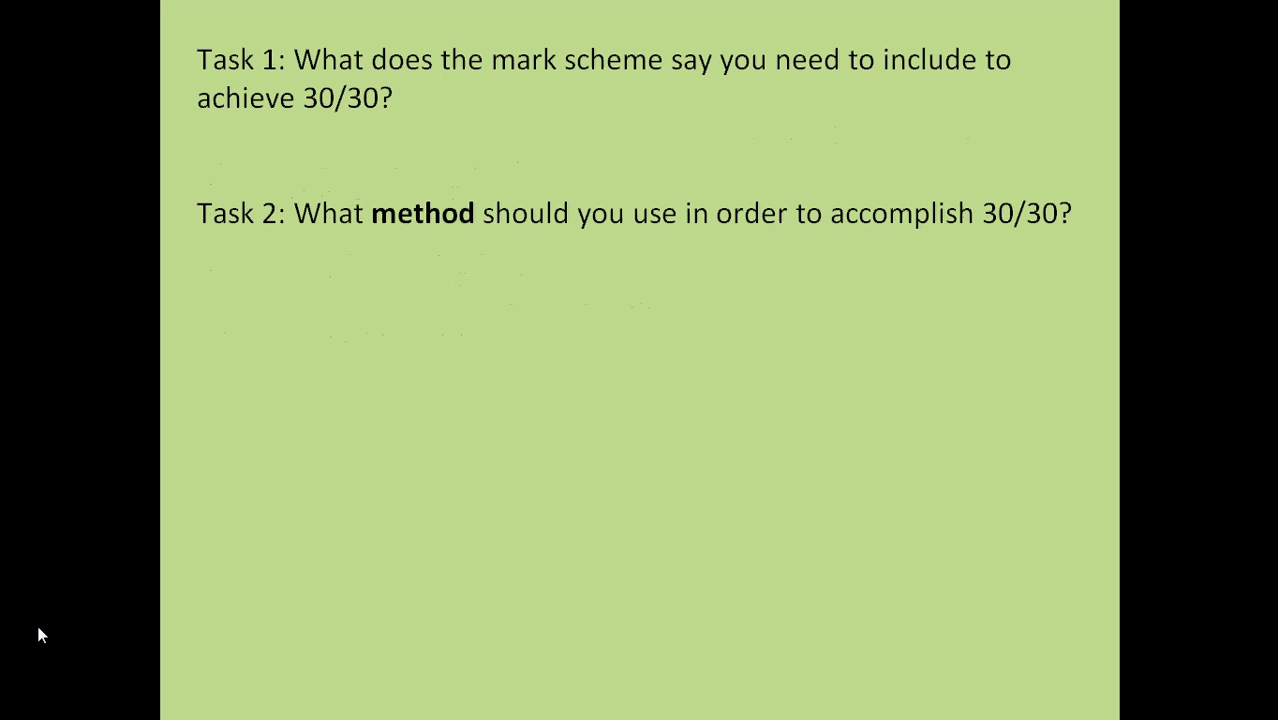 Task 1: What does the mark scheme say you need to include to
achieve 30/30?
Task 2: What method should you use in order to accomplish 30/30?